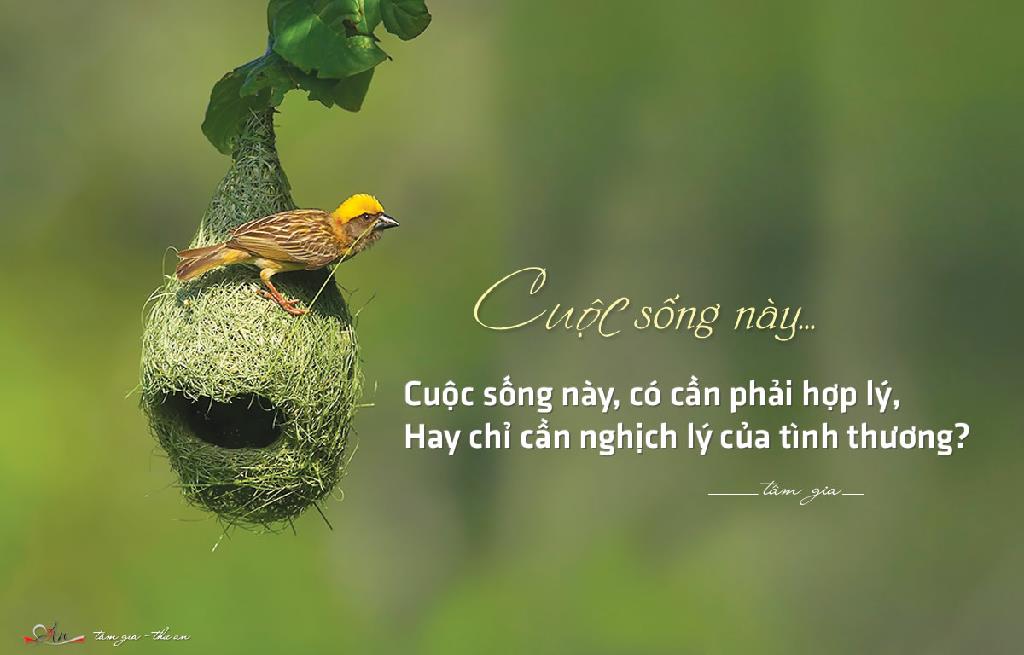 Cuộc sống này...
Cuộc sống này, có cần phải hợp lý,
Hay chỉ cần nghịch lý của tình thương?
tâm gia
An tâm gia - thư an